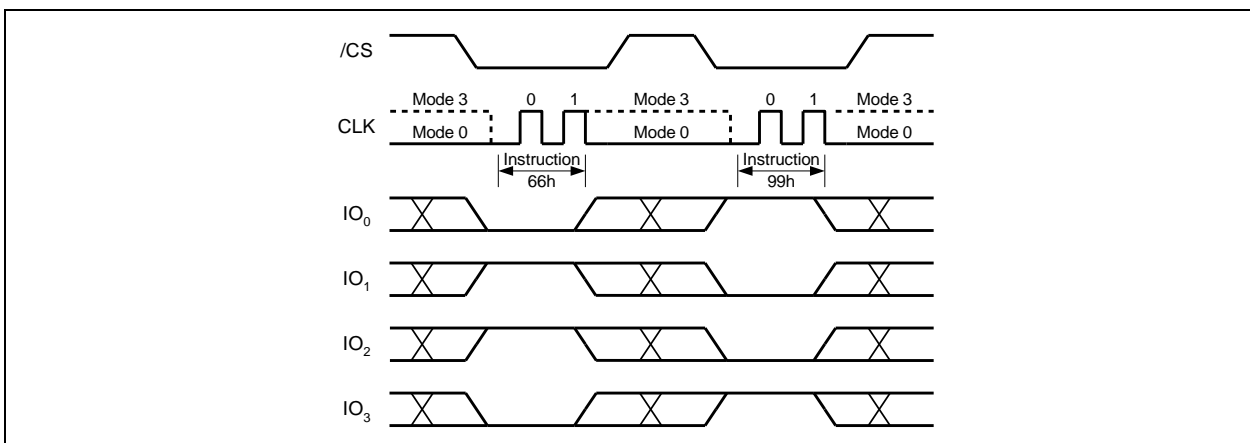 /CS
Mode 3 0 1 Mode 3 0 1 Mode 3
CLK
Mode 0 Mode 0 Mode 0
Instruction Instruction
66h 99h
IO0
IO1
IO2
IO3